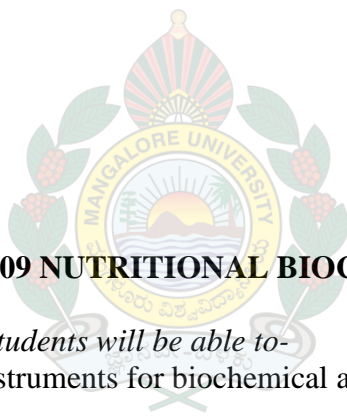 MANGALORE UNIVERSITY
09 NUTRITIONAL BIOC
tudents will be able to-
struments for biochemical a